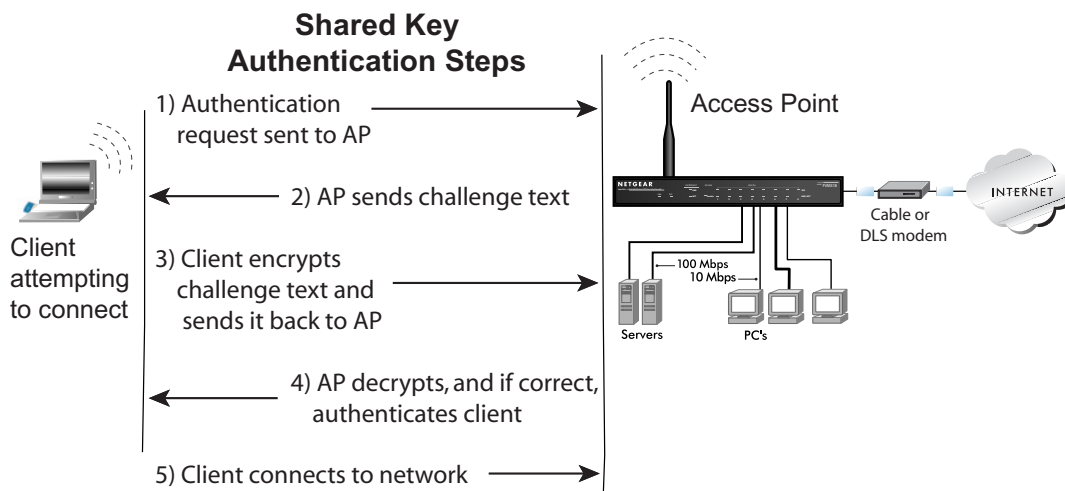 Shared Key
Authentication Steps
1) Authentication
request sent to AP
Access Point
2) AP sends challenge text
NETGEAR
INTERNET
Cable or
DLS modem
Client
attempting
to connect
3) Client encrypts
challenge text and
sends it back to AP
100 Mbps
10 Mbps
Servers
PC's
4) AP decrypts, and if correct,
authenticates client
5) Client connects to network